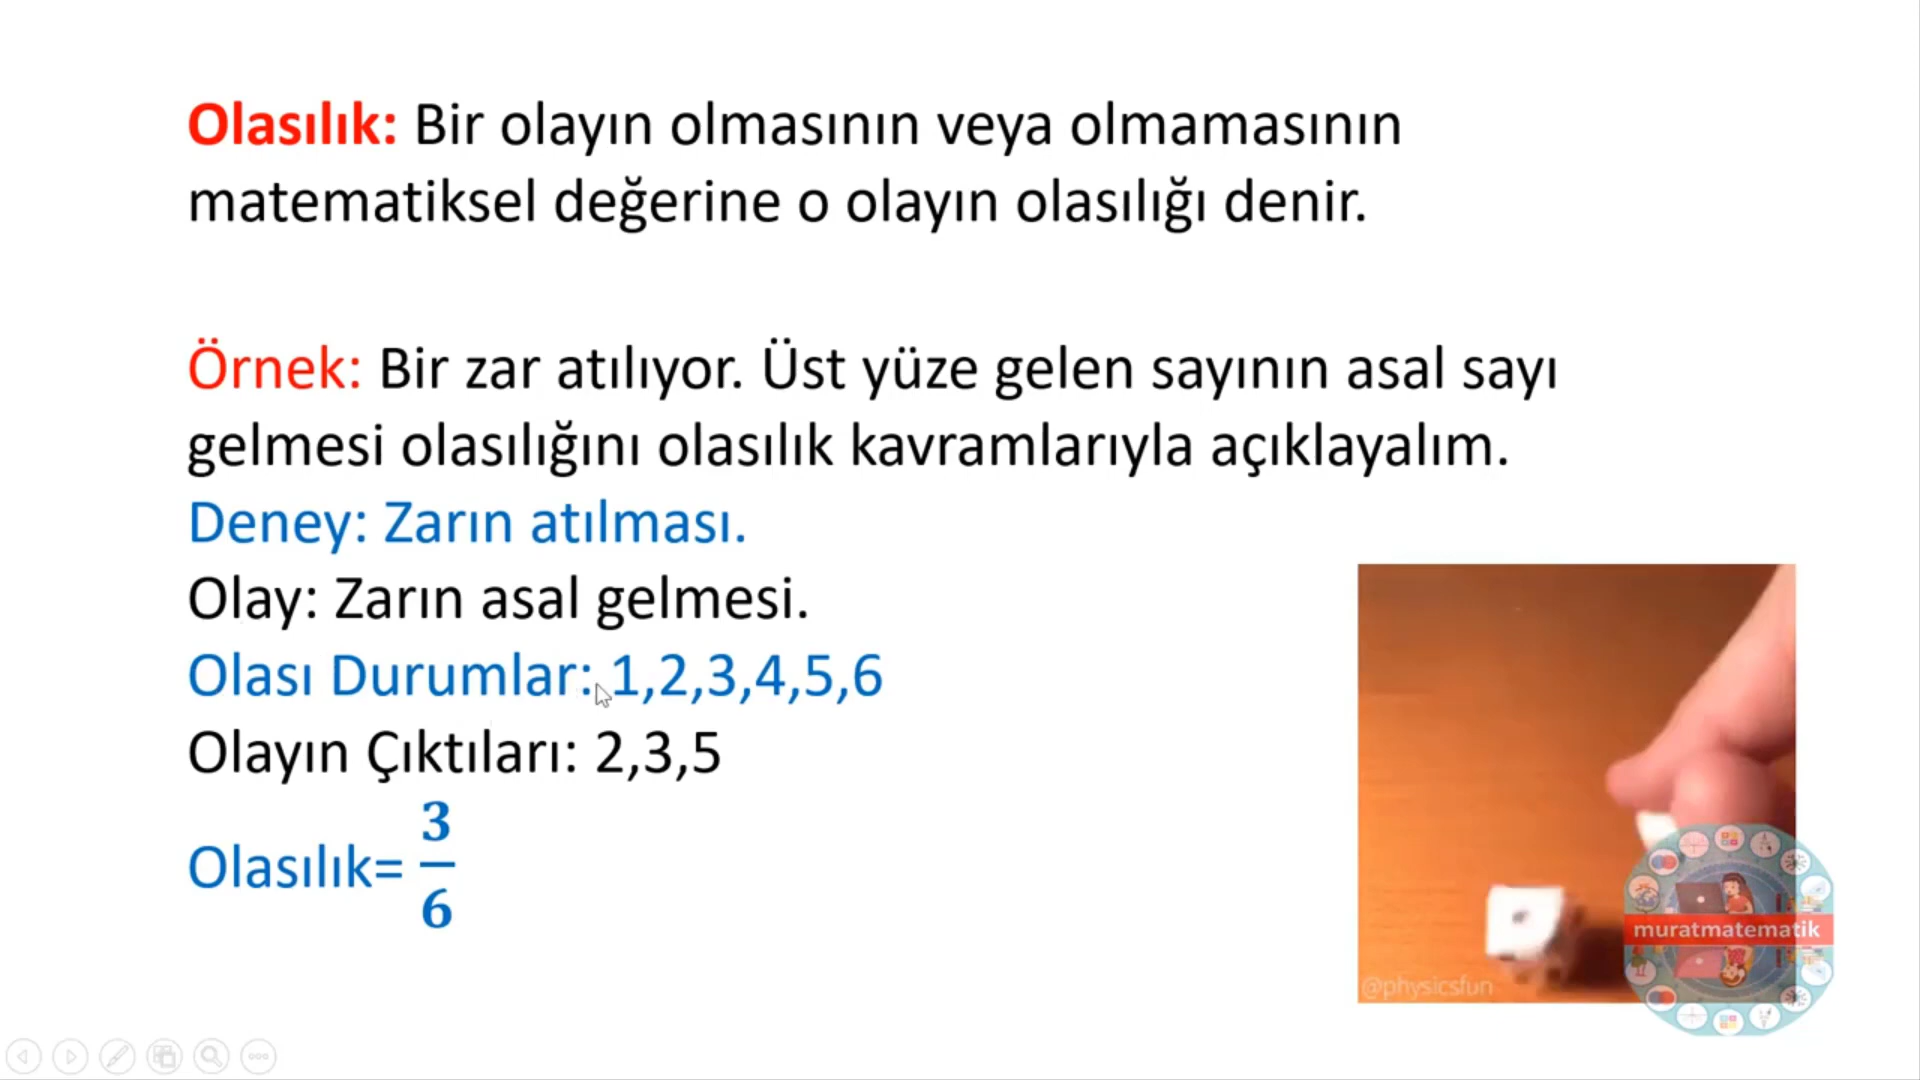 Olasılık: Bir olayın olmasının veya olmamasının
matematiksel değerine o olayın olasılığı denir.
Örnek: Bir zar atılıyor. Üst yüze gelen sayının asal sayı
gelmesi olasılığını olasılık kavramlarıyla açıklayalım.
Deney: Zarın atılması.
Olay: Zarın asal gelmesi.
Olası Durumlar: 1,2,3,4,5,6
Olayın Çıktıları: 2,3,5
Olasılık= 3/6
@physicsfun
muratmatematik